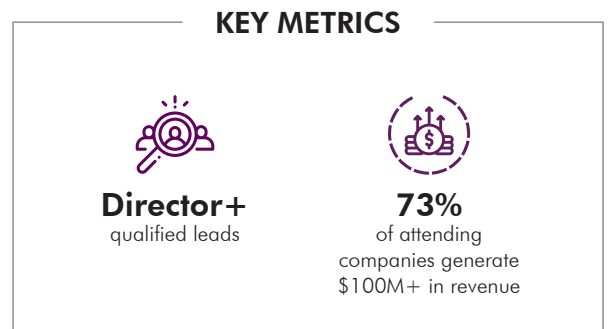 KEY METRICS
Director+
qualified leads
$
73%
of attending
companies generate
$100M+ in revenue